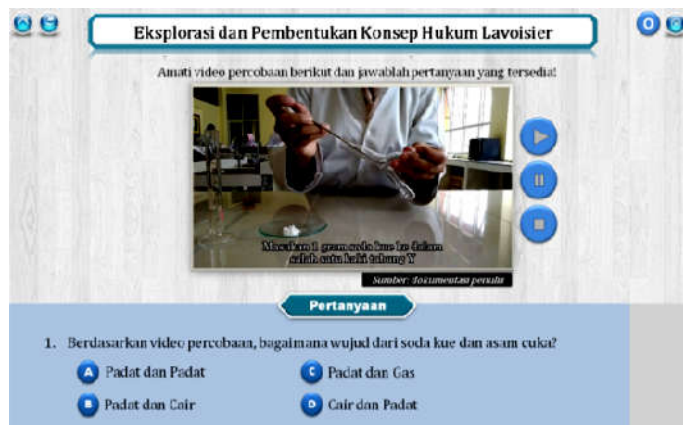 Eksplorasi dan Pembentukan Konsep Hukum Lavoisier
Amati video percobaan berikut dan jawablah pertanyaan yang tersedia!
Masukan 1 gram soda kue ke dalam
salah satu kaki tabung Y
Sumber: dokumentasi penulis
Pertanyaan
1. Berdasarkan video percobaan, bagaimana wujud dari soda kue dan asam cuka?
A Padat dan Padat
C Padat dan Gas
B Padat dan Cair
D Cair dan Padat